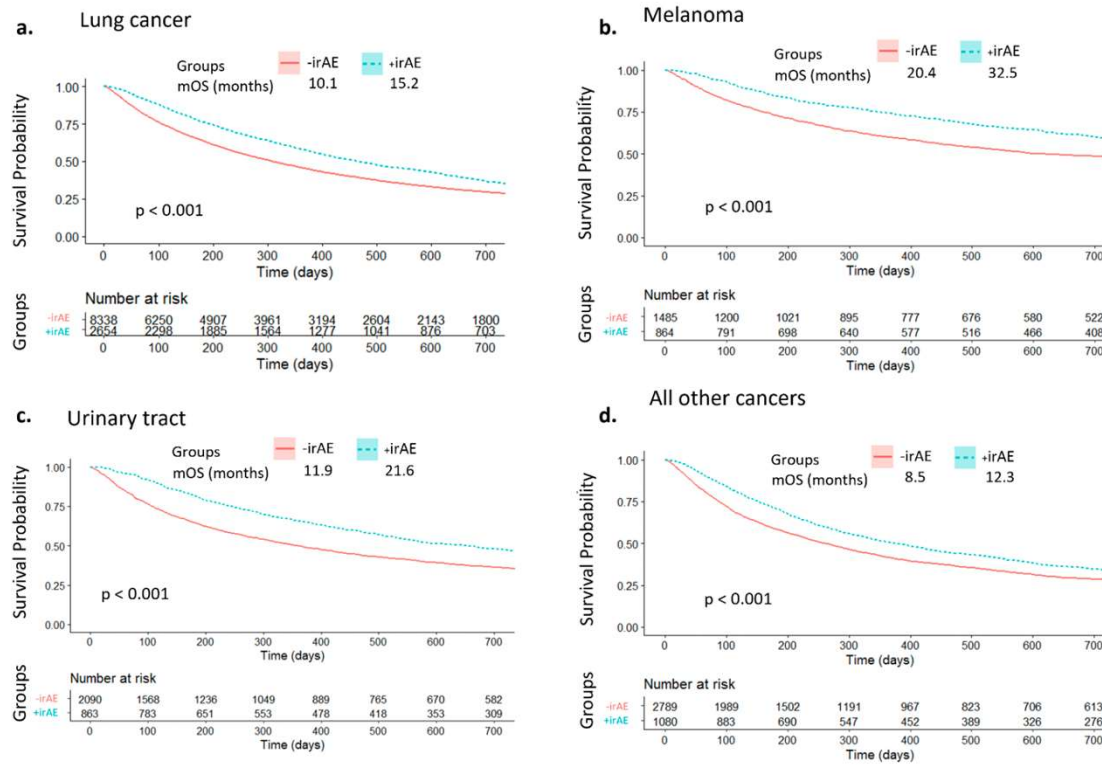 a. Lung cancer
Groups -irAE +irAE
mOS (months) 10.1 15.2
Survival Probability
1.00
0.75
0.50
0.25
0.00
p < 0.001
0 100 200 300 400 500 600 700
Time (days)
Groups
Number at risk
-irAE 8338 6250 4907 3961 3194 2604 2143 1800
+irAE 2654 2298 1885 1564 1277 1041 876 703
0 100 200 300 400 500 600 700
Time (days)
b. Melanoma
Groups -irAE +irAE
mOS (months) 20.4 32.5
Survival Probability
1.00
0.75
0.50
0.25
0.00
p < 0.001
0 100 200 300 400 500 600 700
Time (days)
Groups
Number at risk
-irAE 1485 1200 1021 895 777 676 580 522
+irAE 864 791 698 640 577 516 466 408
0 100 200 300 400 500 600 700
Time (days)
c. Urinary tract
Groups -irAE +irAE
mOS (months) 11.9 21.6
Survival Probability
1.00
0.75
0.50
0.25
0.00
p < 0.001
0 100 200 300 400 500 600 700
Time (days)
Groups
Number at risk
-irAE 2090 1568 1236 1049 889 765 670 582
+irAE 863 783 651 553 478 418 353 309
0 100 200 300 400 500 600 700
Time (days)
d. All other cancers
Groups -irAE +irAE
mOS (months) 8.5 12.3
Survival Probability
1.00
0.75
0.50
0.25
0.00
p < 0.001
0 100 200 300 400 500 600 700
Time (days)
Groups
Number at risk
-irAE 2789 1989 1502 1191 967 823 706 613
+irAE 1080 883 690 547 452 389 326 276
0 100 200 300 400 500 600 700
Time (days)